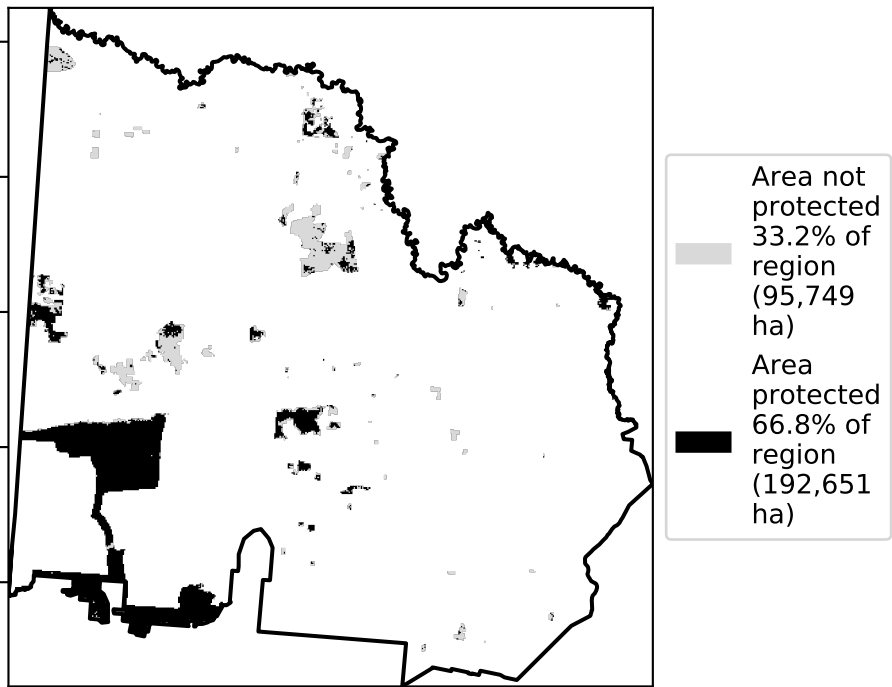 Area not
protected
33.2% of
region
(95,749
ha)
Area
protected
66.8% of
region
(192,651
ha)